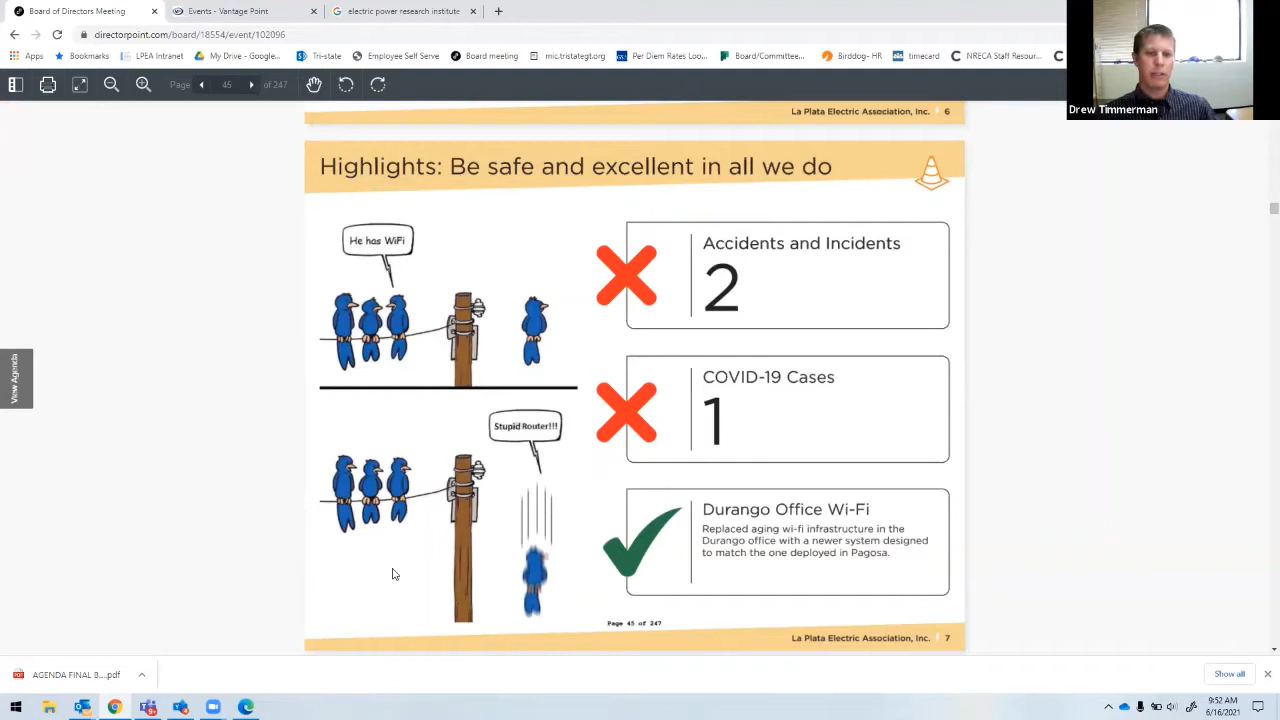 Board of Directors Meeting
Events - Vantage Point
electric power research institute
directorpoint.com/board/18554/event/102096
Apps
Bookmarks
LPEA Intranet
My Drive - Google...
Tri-state
Employee Self Serve
Board meeting
mic.tristategt.org
Per Diem Rates Loo...
Board/Committee...
Birddog - HR
timecard
NRECA Staff Resour...
Page 45 of 247
Drew Timmerman
La Plata Electric Association, Inc. 6
Highlights: Be safe and excellent in all we do
He has WiFi
Stupid Router!!!
Accidents and Incidents
2
COVID-19 Cases
1
Durango Office Wi-Fi
Replaced aging wi-fi infrastructure in the
Durango office with a newer system designed
to match the one deployed in Pagosa.
Page 45 of 247
La Plata Electric Association, Inc. 7
View Agenda
AGENDA FINAL B....pdf
Show all
9:52 AM
6/16/2021